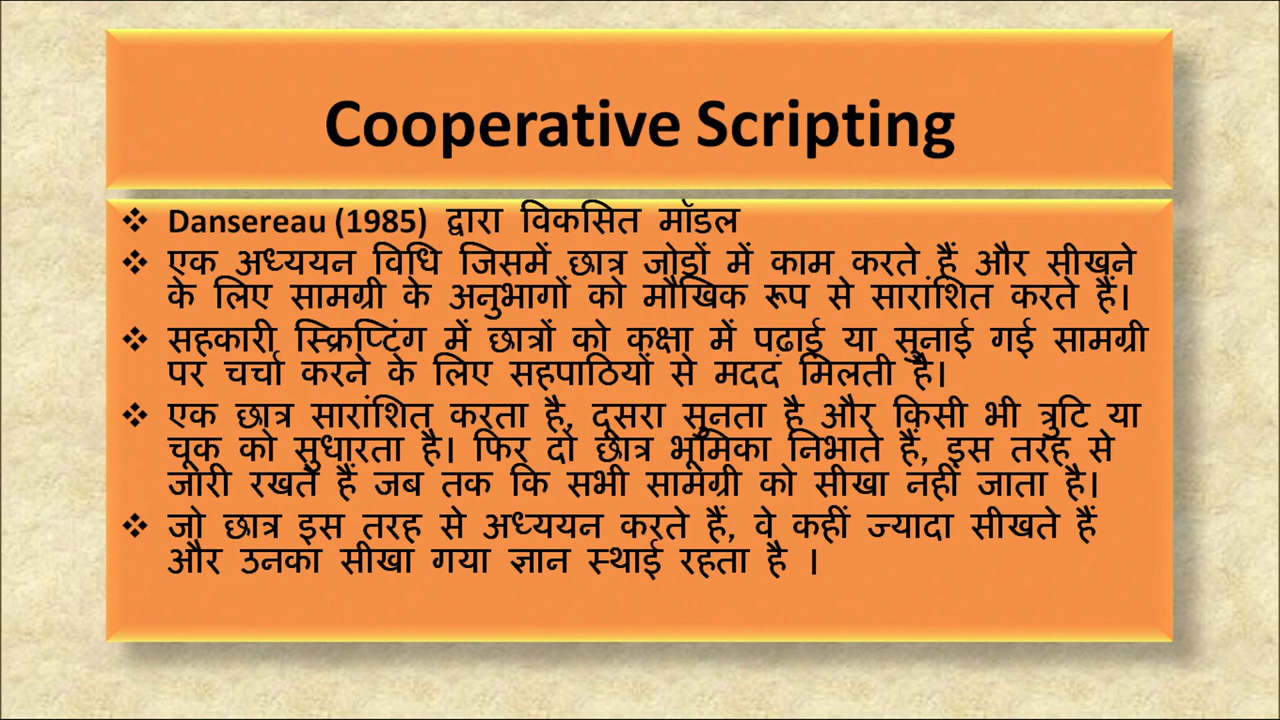 Cooperative Scripting
❖ Dansereau (1985) द्वारा विकसित मॉडल
❖ एक अध्ययन विधि जिसमें छात्र जोड़ों में काम करते हैं और सीखने
के लिए सामग्री के अनुभागों को मौखिक रूप से सारांशित करते हैं।
❖ सहकारी स्क्रिप्टिंग में छात्रों को कक्षा में पढाई या सुनाई गई सामग्री
पर चर्चा करने के लिए सहपाठियों से मदद मिलती है।
❖ एक छात्र सारांशित करता है, दूसरा सुनता है और किसी भी त्रुटि या
चूक को सुधारता है। फिर दो छात्र भूमिका निभाते हैं, इस तरह से
जारी रखते हैं जब तक कि सभी सामग्री को सीखा नहीं जाता है।
❖ जो छात्र इस तरह से अध्ययन करते हैं, वे कहीं ज्यादा सीखते हैं
और उनका सीखा गया ज्ञान स्थाई रहता है ।